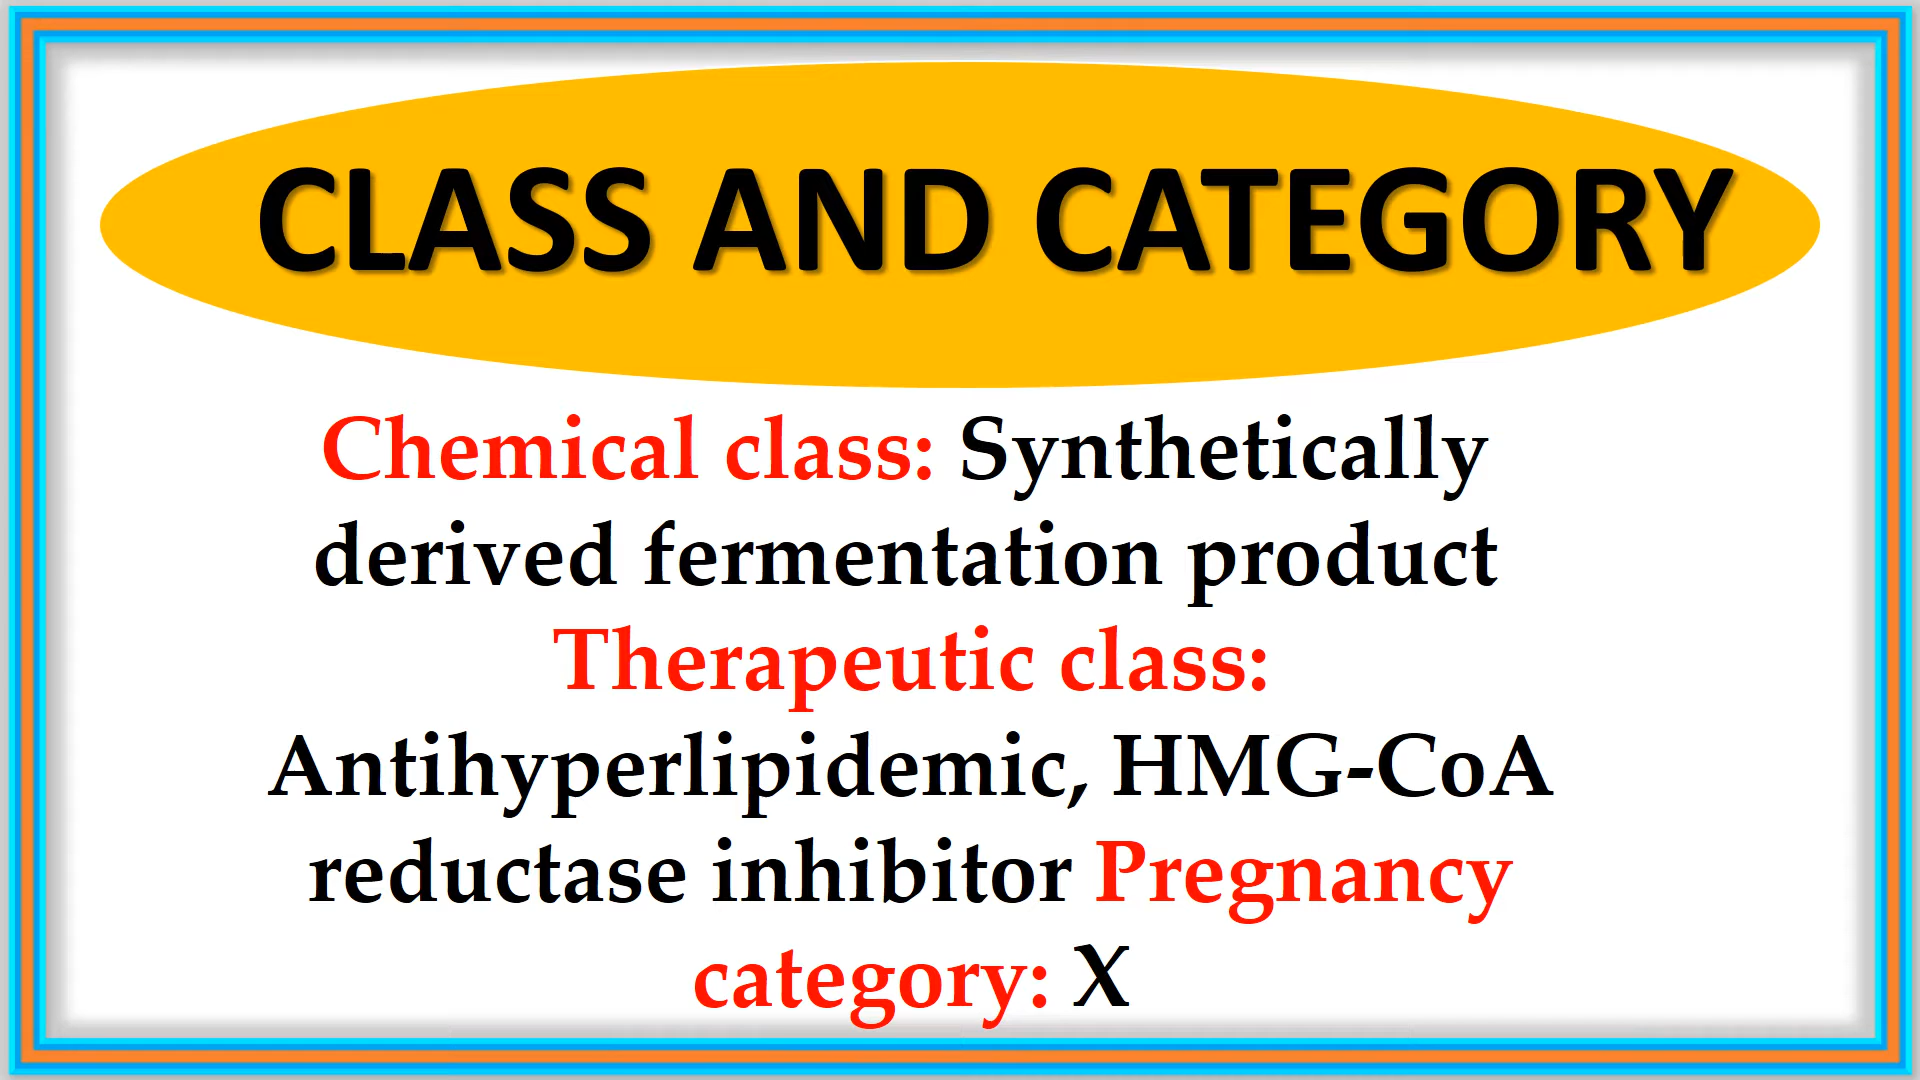 CLASS AND CATEGORY
Chemical class: Synthetically
derived fermentation product
Therapeutic class:
Antihyperlipidemic, HMG-CoA
reductase inhibitor Pregnancy
category: X